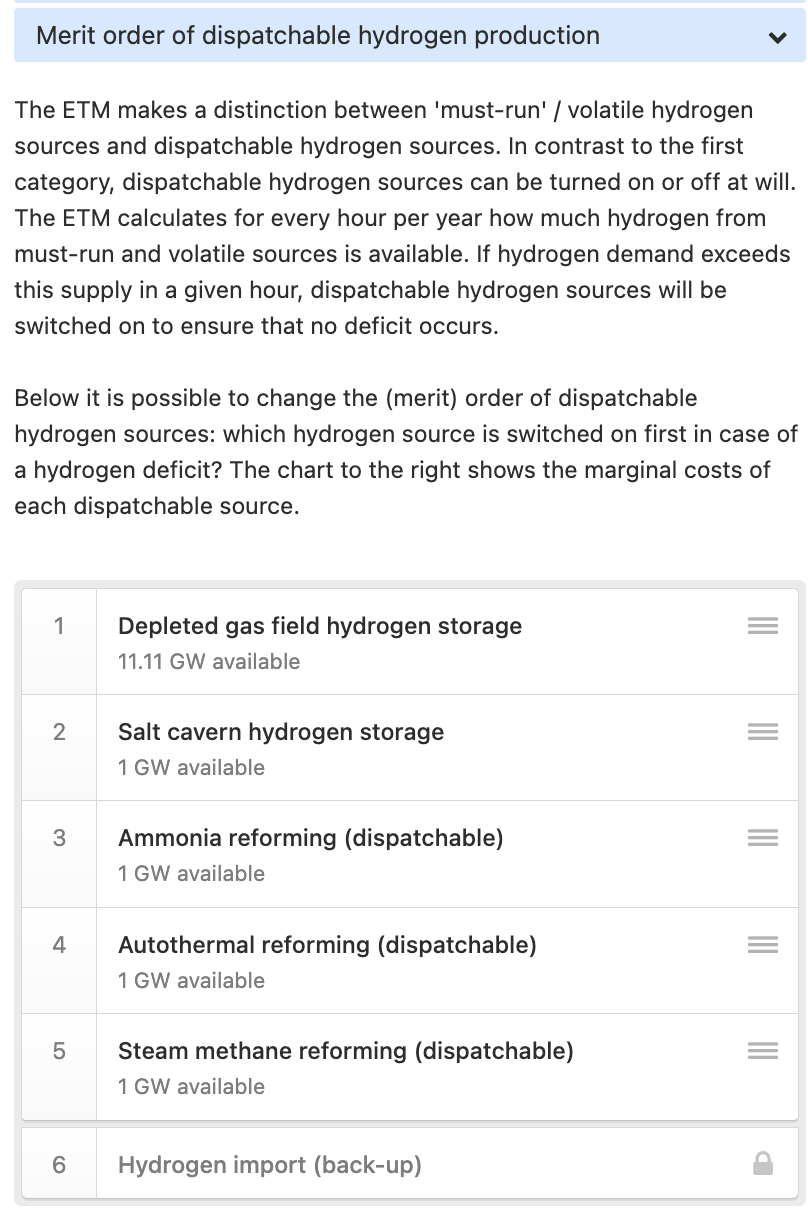 Merit order of dispatchable hydrogen production
The ETM makes a distinction between 'must-run' / volatile hydrogen
sources and dispatchable hydrogen sources. In contrast to the first
category, dispatchable hydrogen sources can be turned on or off at will.
The ETM calculates for every hour per year how much hydrogen from
must-run and volatile sources is available. If hydrogen demand exceeds
this supply in a given hour, dispatchable hydrogen sources will be
switched on to ensure that no deficit occurs.
Below it is possible to change the (merit) order of dispatchable
hydrogen sources: which hydrogen source is switched on first in case of
a hydrogen deficit? The chart to the right shows the marginal costs of
each dispatchable source.
1 Depleted gas field hydrogen storage
11.11 GW available
2 Salt cavern hydrogen storage
1 GW available
3 Ammonia reforming (dispatchable)
1 GW available
4 Autothermal reforming (dispatchable)
1 GW available
5 Steam methane reforming (dispatchable)
1 GW available
6 Hydrogen import (back-up)